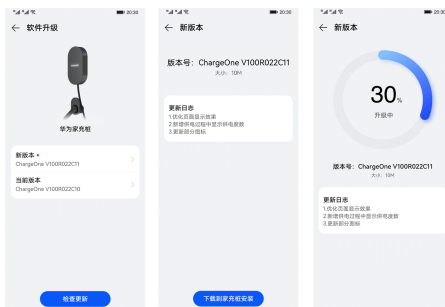 20:30
← 软件升级
华为家充桩
新版本
ChargeOne V100R022C11
当前版本
ChargeOne V100R022C10
检查更新
20:30
← 新版本
版本号：ChargeOne V100R022C11
大小：10M
更新日志
1.优化页面显示效果
2.新增供电过程中显示供电度数
3.更新部分图标
下载到家充桩安装
20:30
← 新版本
30%
升级中
版本号：ChargeOne V100R022C11
大小：10M
更新日志
1.优化页面显示效果
2.新增供电过程中显示供电度数
3.更新部分图标